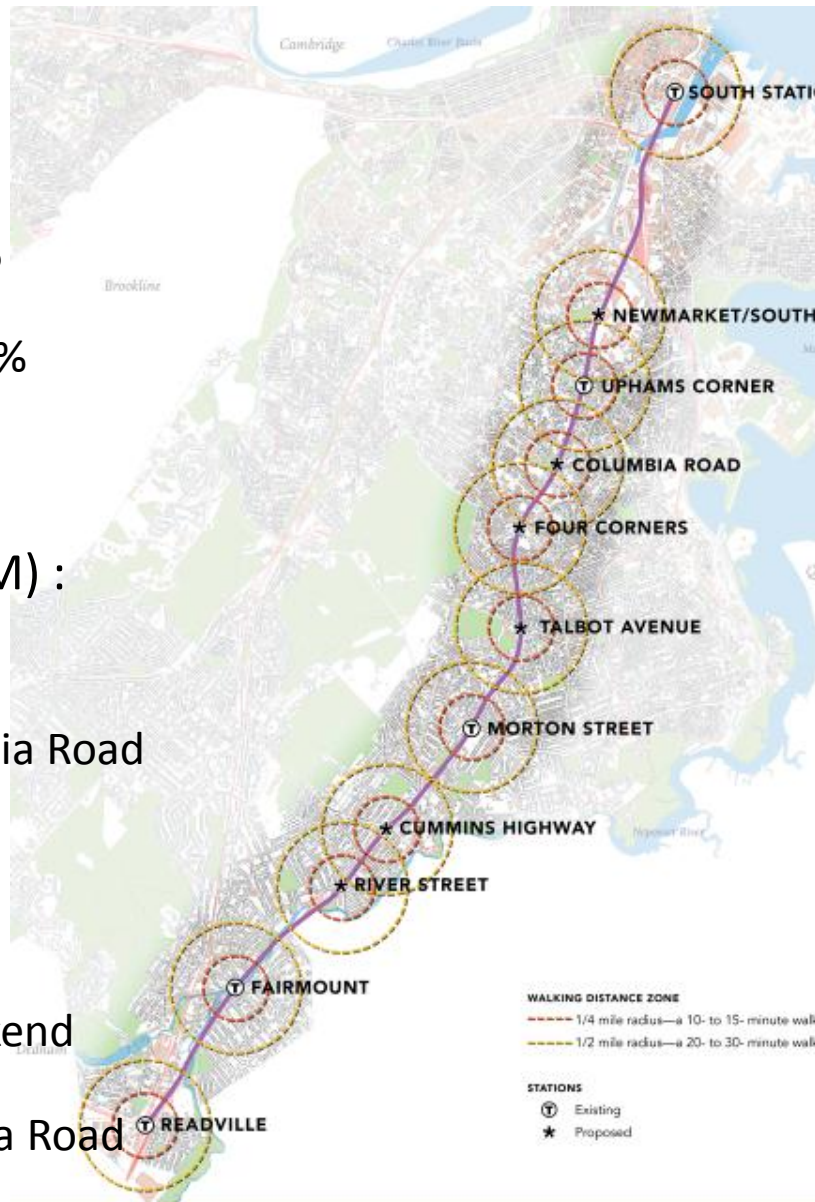 Cambridge
Charles River Basin
SOUTH STATI
%
Brookline
NEWMARKET/SOUTH
UPHAMS CORNER
COLUMBIA ROAD
FOUR CORNERS
M) :
TALBOT AVENUE
MORTON STREET
ia Road
CUMMINS HIGHWAY
Neponset River
RIVER STREET
FAIRMOUNT
WALKING DISTANCE ZONE
1/4 mile radius—a 10- to 15- minute walk
1/2 mile radius—a 20- to 30- minute walk
end
Dedham
STATIONS
T Existing
★ Proposed
READVILLE
a Road